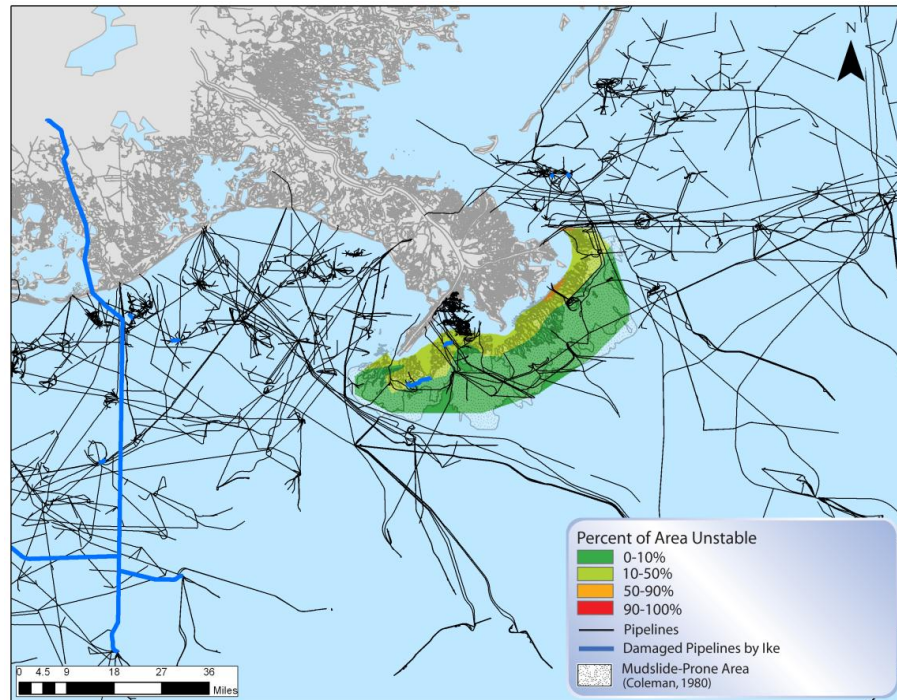 N
Percent of Area Unstable
0-10%
10-50%
50-90%
90-100%
Pipelines
Damaged Pipelines by Ike
Mudslide-Prone Area
(Coleman, 1980)
0 4.5 9 18 27 36
Miles